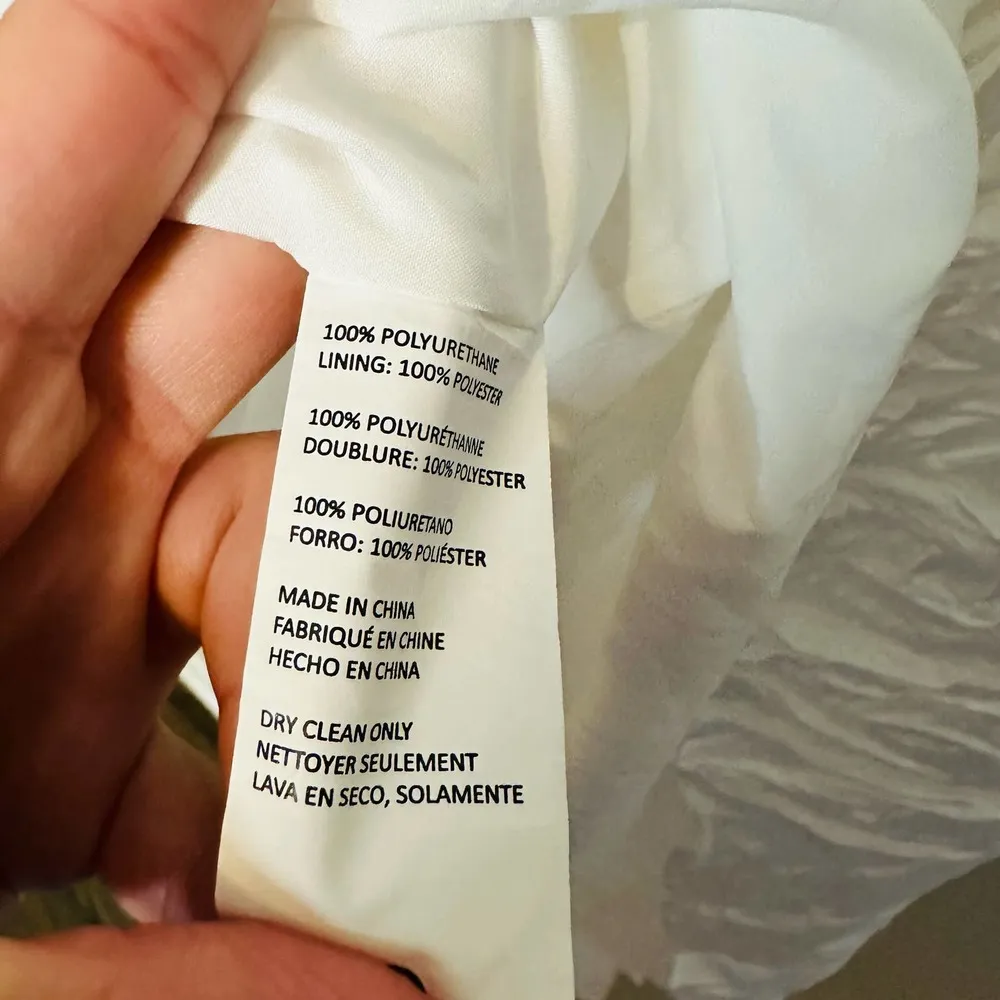 100% POLYURETHANE
LINING: 100% POLYESTER
100% POLYURÉTHANNE
DOUBLURE: 100% POLYESTER
100% POLIURETANO
FORRO: 100% POLIÉSTER
MADE IN CHINA
FABRIQUÉ EN CHINE
HECHO EN CHINA
DRY CLEAN ONLY
NETTOYER SEULEMENT
LAVA EN SECO, SOLAMENTE